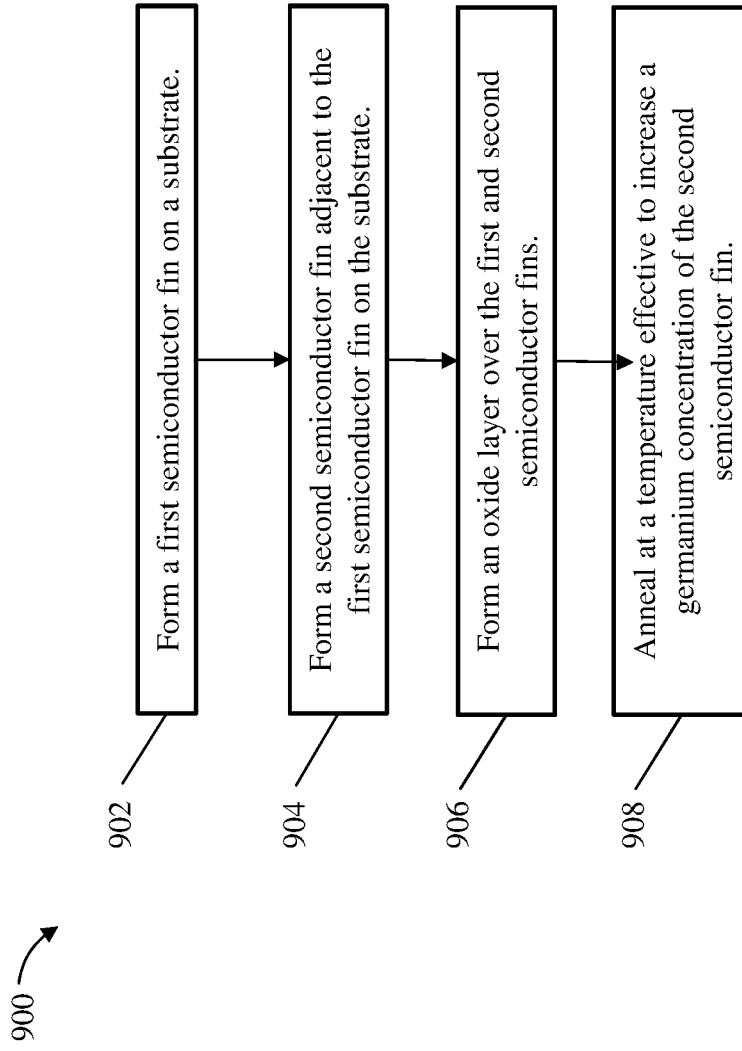 900
902
Form a first semiconductor fin on a substrate.
904
Form a second semiconductor fin adjacent to the
first semiconductor fin on the substrate.
906
Form an oxide layer over the first and second
semiconductor fins.
908
Anneal at a temperature effective to increase a
germanium concentration of the second
semiconductor fin.